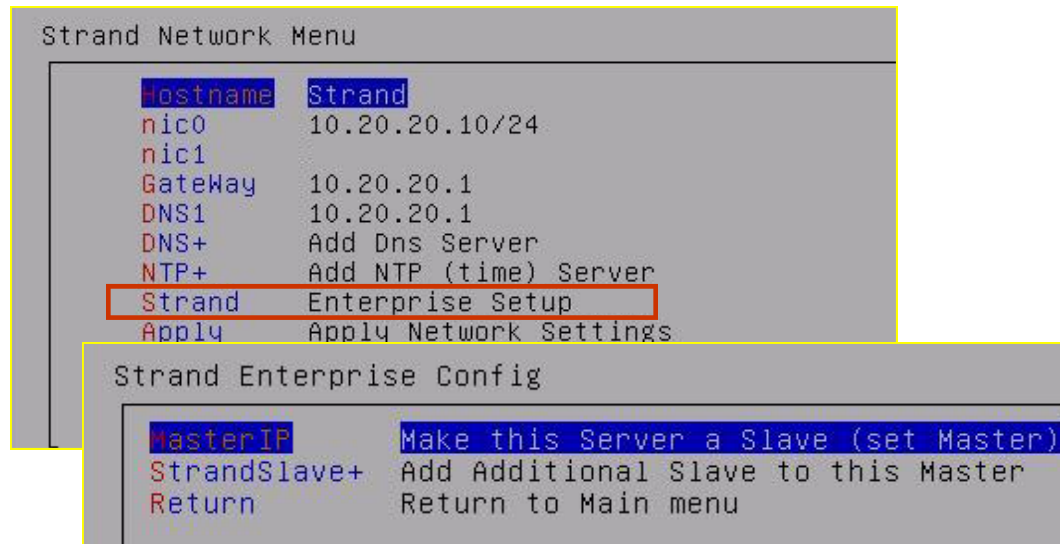 Strand Network Menu
Hostname Strand
nic0 10.20.20.10/24
nic1
GateWay 10.20.20.1
DNS1 10.20.20.1
DNS+ Add Dns Server
NTP+ Add NTP (time) Server
Strand Enterprise Setup
Apply Apply Network Settings
Strand Enterprise Config
MasterIP Make this Server a Slave (set Master)
StrandSlave+ Add Additional Slave to this Master
Return Return to Main menu